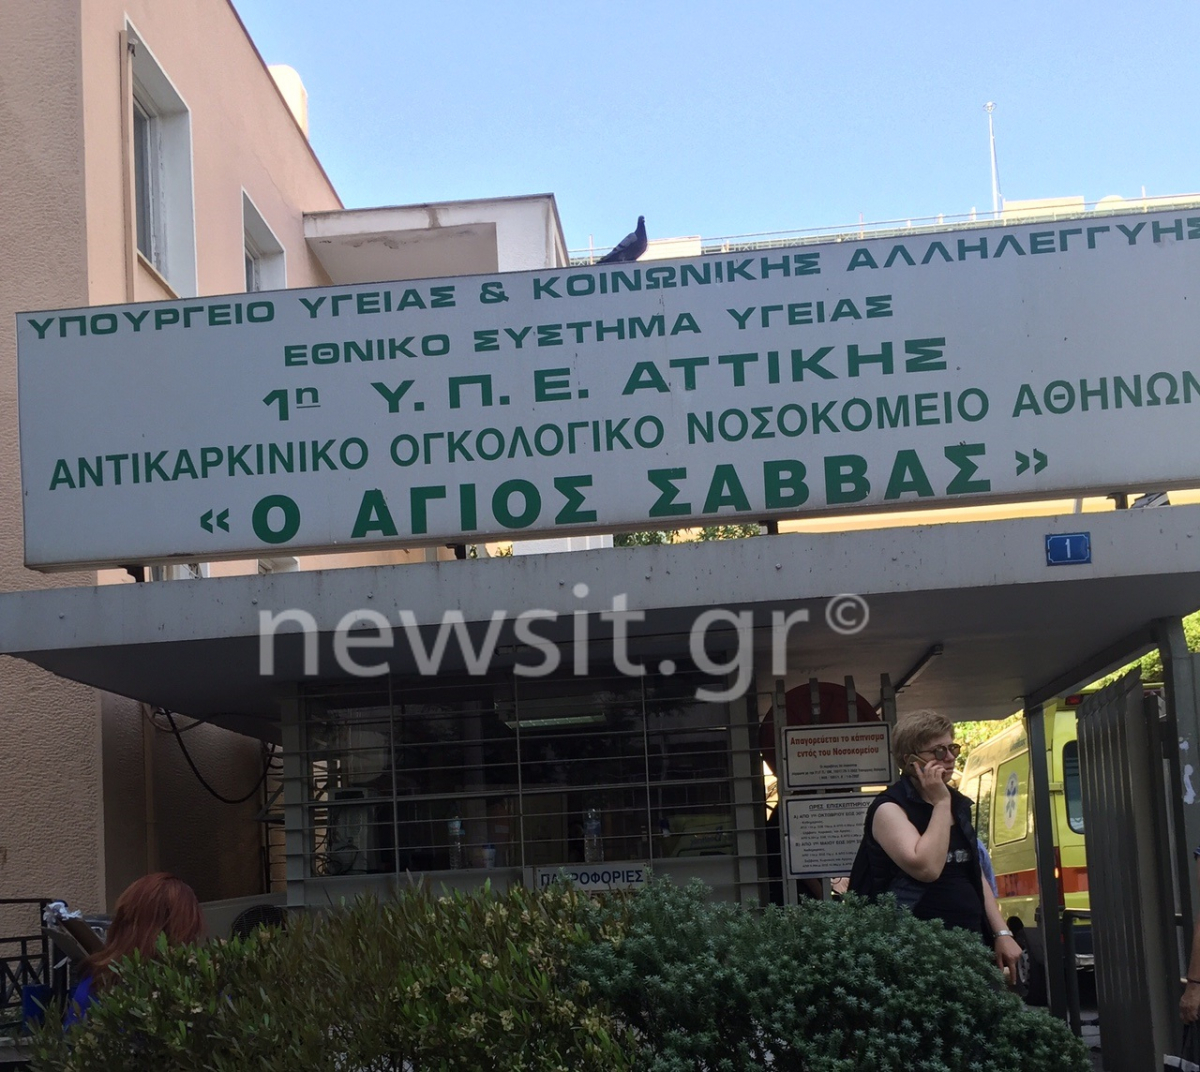 ΥΠΟΥΡΓΕΙΟ ΥΓΕΙΑΣ & ΚΟΙΝΩΝΙΚΗΣ ΑΛΛΗΛΕΓΓΥΗΣ
ΕΘΝΙΚΟ ΣΥΣΤΗΜΑ ΥΓΕΙΑΣ
1η Υ.Π.Ε. ΑΤΤΙΚΗΣ
ΑΝΤΙΚΑΡΚΙΝΙΚΟ ΟΓΚΟΛΟΓΙΚΟ ΝΟΣΟΚΟΜΕΙΟ ΑΘΗΝΩΝ
«Ο ΑΓΙΟΣ ΣΑΒΒΑΣ»
1
newsit.gr©
Απαγορεύεται το κάπνισμα
εντός του Νοσοκομείου
ΩΡΕΣ ΕΠΙΣΚΕΠΤΗΡΙΟΥ
ΠΛΗΡΟΦΟΡΙΕΣ